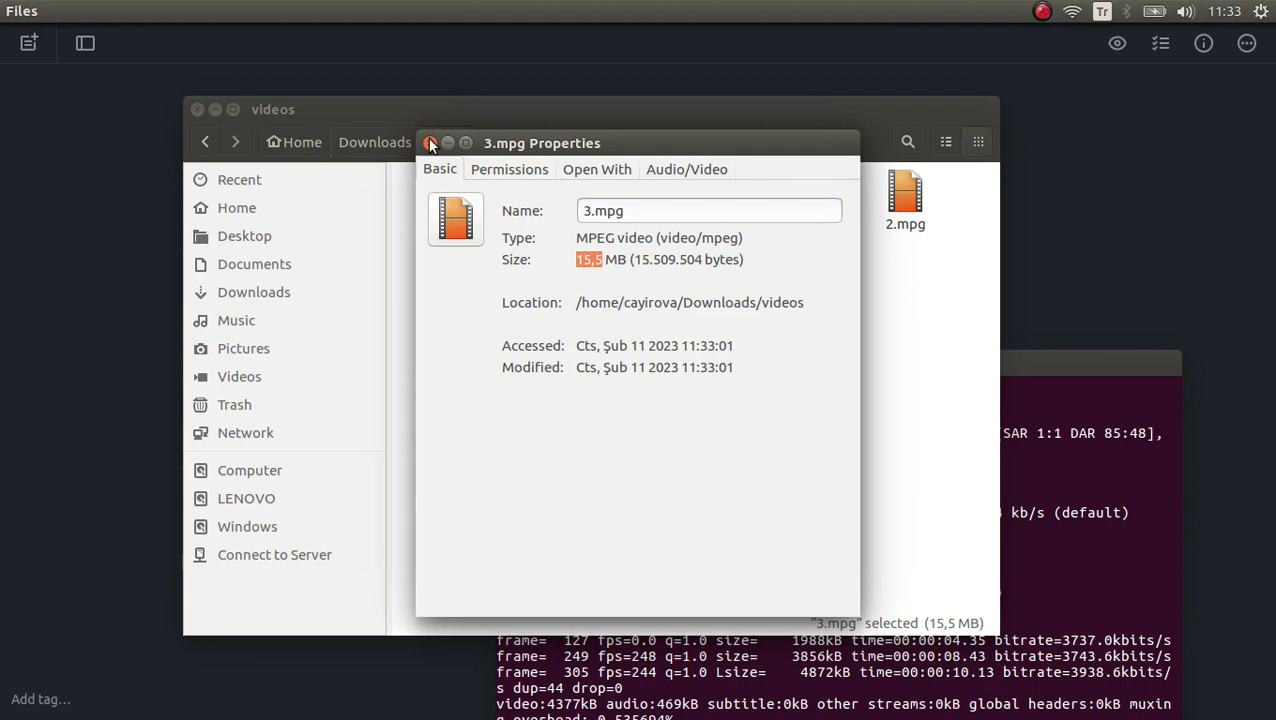 Files
Tr
11:33
videos
Home
Downloads
3.mpg Properties
Basic
Permissions
Open With
Audio/Video
Recent
Home
Desktop
Documents
Downloads
Music
Pictures
Videos
Trash
Network
Computer
LENOVO
Windows
Connect to Server
Name: 3.mpg
Type: MPEG video (video/mpeg)
Size: 15,5 MB (15.509.504 bytes)
Location: /home/cayirova/Downloads/videos
Accessed: Cts, Şub 11 2023 11:33:01
Modified: Cts, Şub 11 2023 11:33:01
2.mpg
"3.mpg" selected (15,5 MB)
[SAR 1:1 DAR 85:48],
kb/s (default)
frame= 127 fps=0.0 q=1.0 size= 1988kB time=00:00:04.35 bitrate=3737.0kbits/s
frame= 249 fps=248 q=1.0 size= 3856kB time=00:00:08.43 bitrate=3743.6kbits/s
frame= 305 fps=244 q=1.0 Lsize= 4872kB time=00:00:10.13 bitrate=3938.6kbits/
s dup=44 drop=0
video:4377kB audio:469kB subtitle:0kB other streams:0kB global headers:0kB muxin
g overhead: 0.535694%
Add tag...